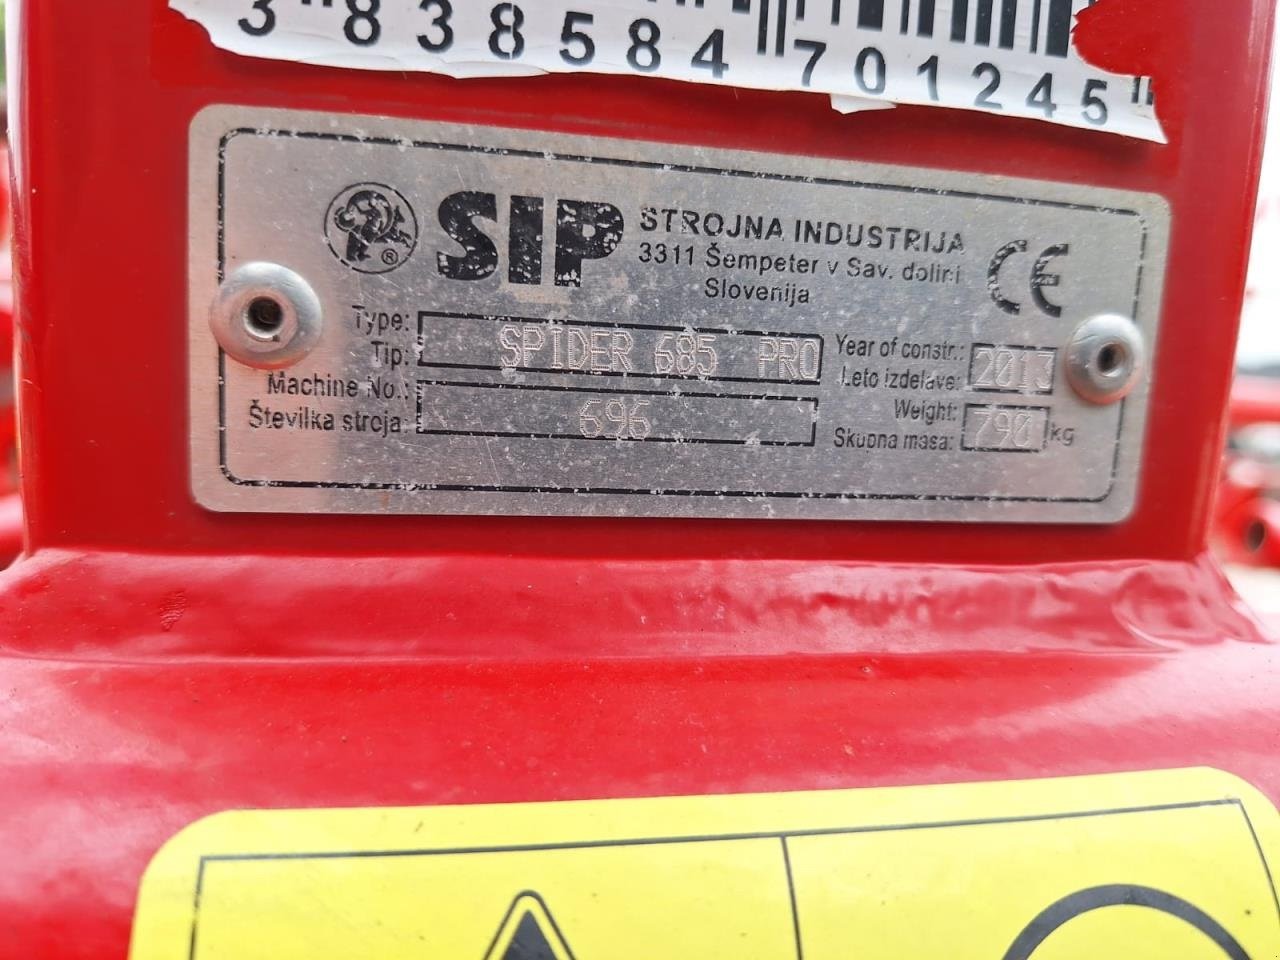 3 838584 701245
SIP ® STROJNA INDUSTRIJA
3311 Šempeter v Sav. dolini
Slovenija
CE
Type:
Tip:
SPIDER 685 PRO
Year of constr.:
Leto izdelave:
2013
Machine No.:
Številka stroja:
696
Weight:
Skupna masa:
790 kg